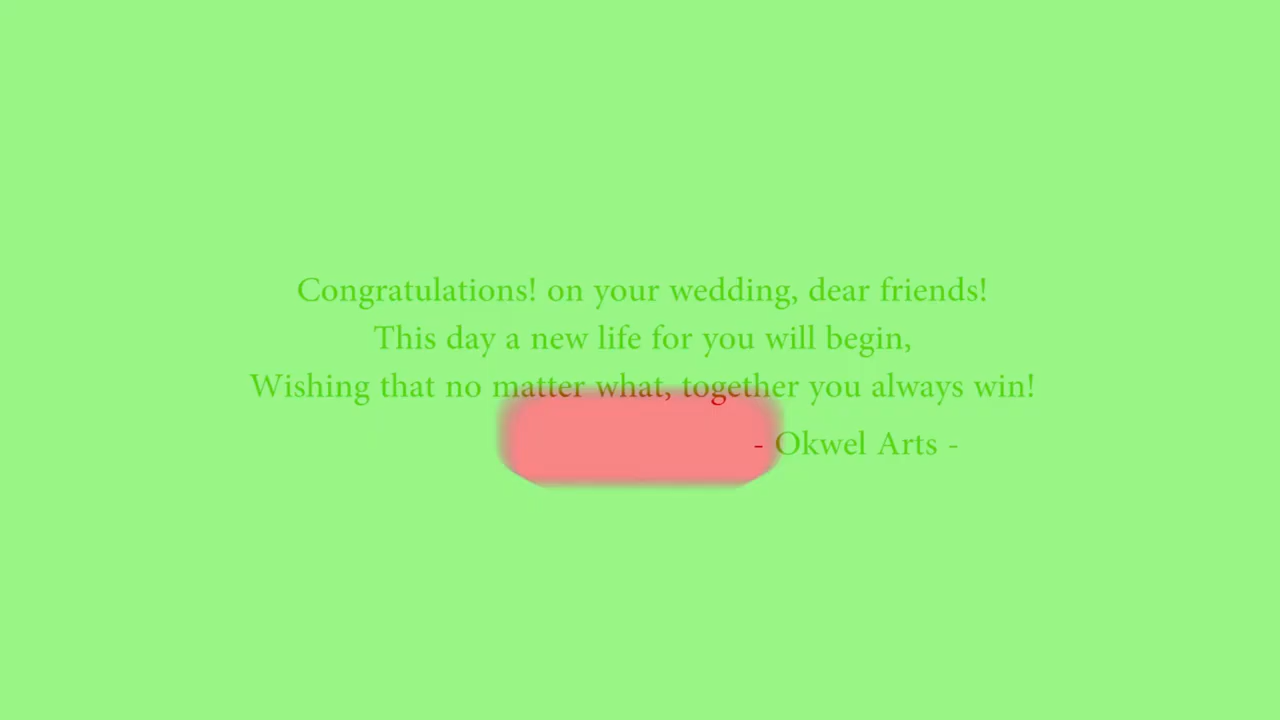 Congratulations! on your wedding, dear friends!
This day a new life for you will begin,
Wishing that no matter what, together you always win!
- Okwel Arts -